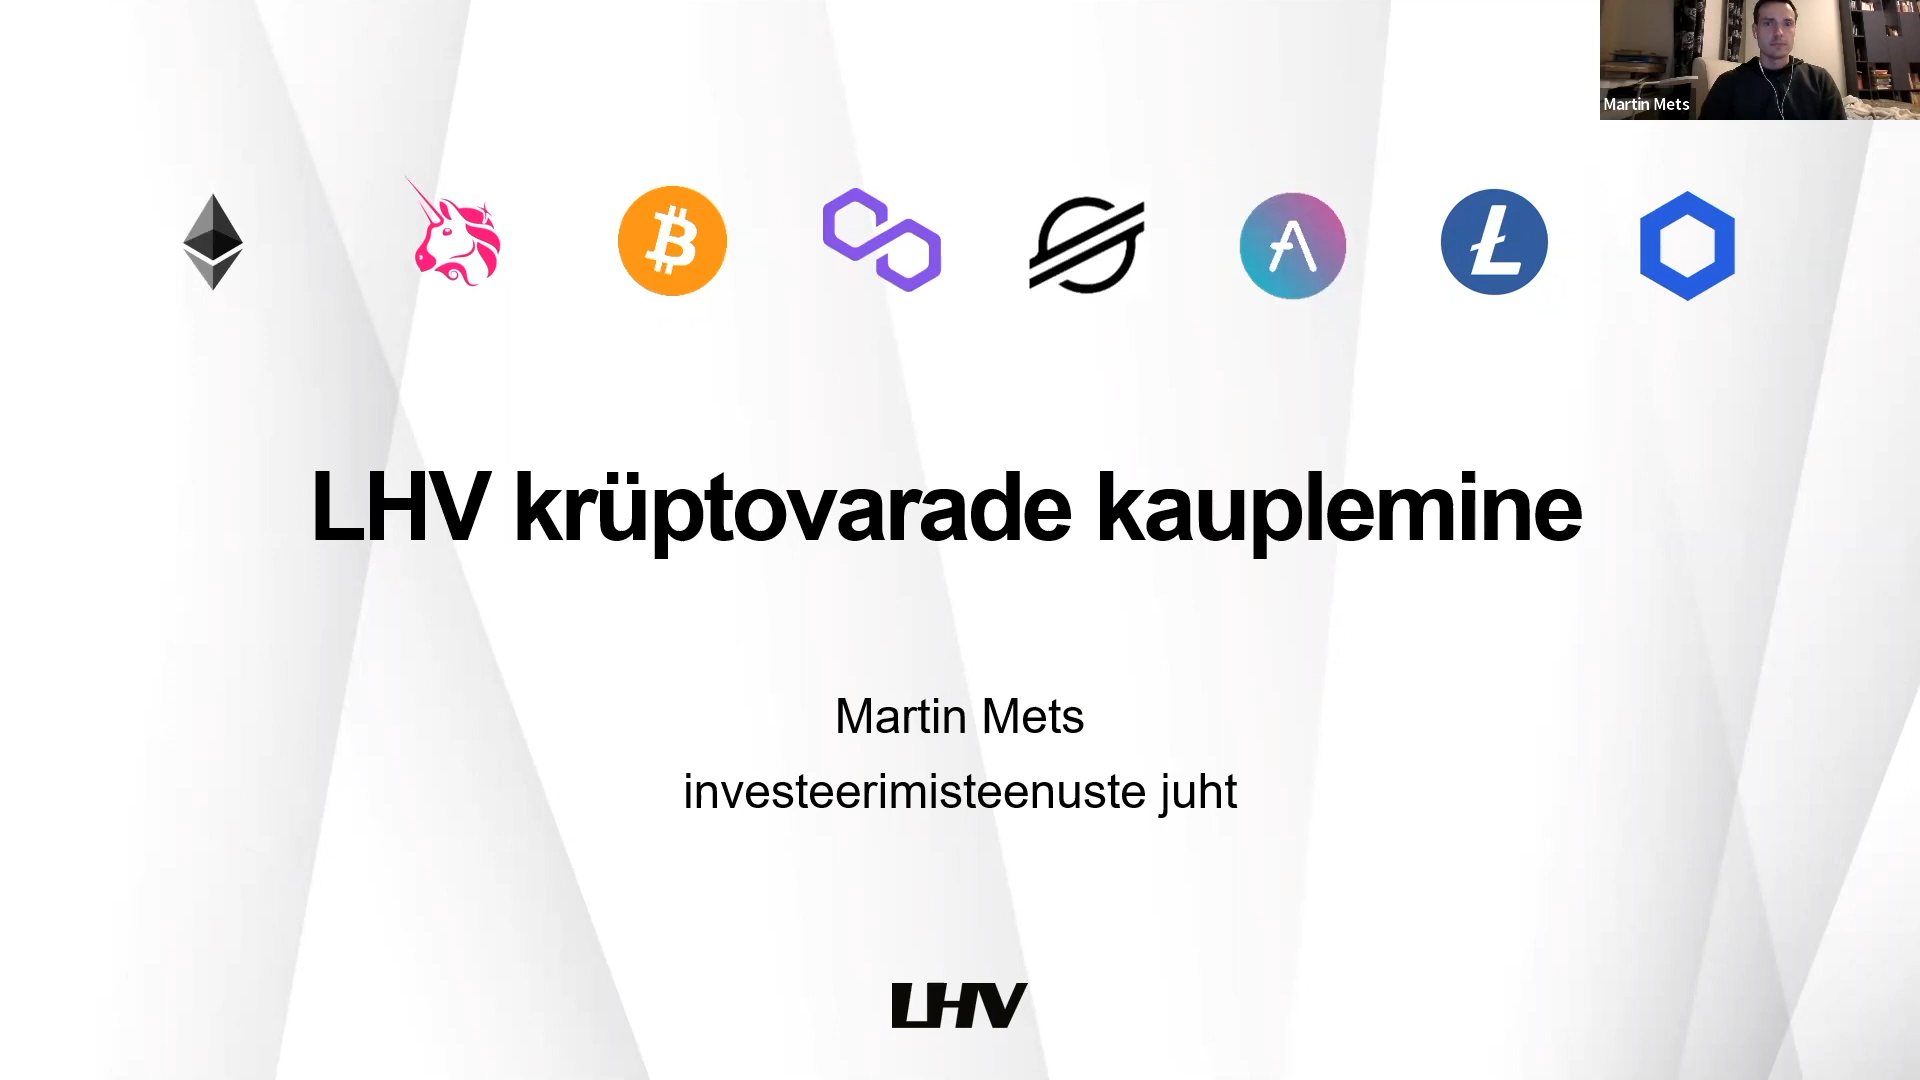 Martin Mets
LHV krüptovarade kauplemine
Martin Mets
investeerimisteenuste juht
LHV